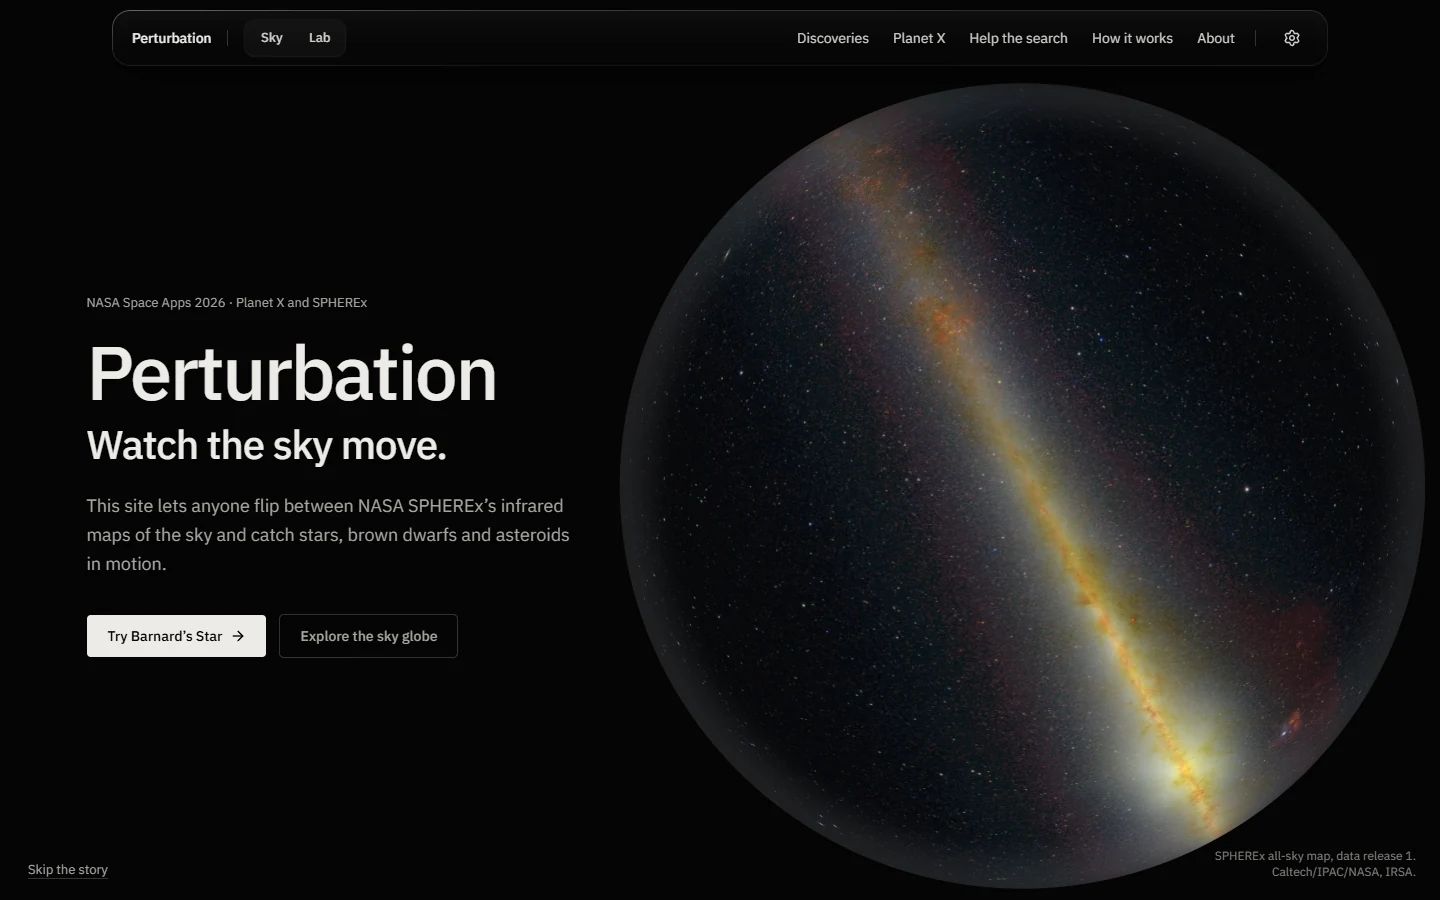 Perturbation
Sky
Lab
Discoveries
Planet X
Help the search
How it works
About
NASA Space Apps 2026 · Planet X and SPHEREx
Perturbation
Watch the sky move.
This site lets anyone flip between NASA SPHEREx’s infrared
maps of the sky and catch stars, brown dwarfs and asteroids
in motion.
Try Barnard’s Star →
Explore the sky globe
Skip the story
SPHEREx all-sky map, data release 1.
Caltech/IPAC/NASA, IRSA.